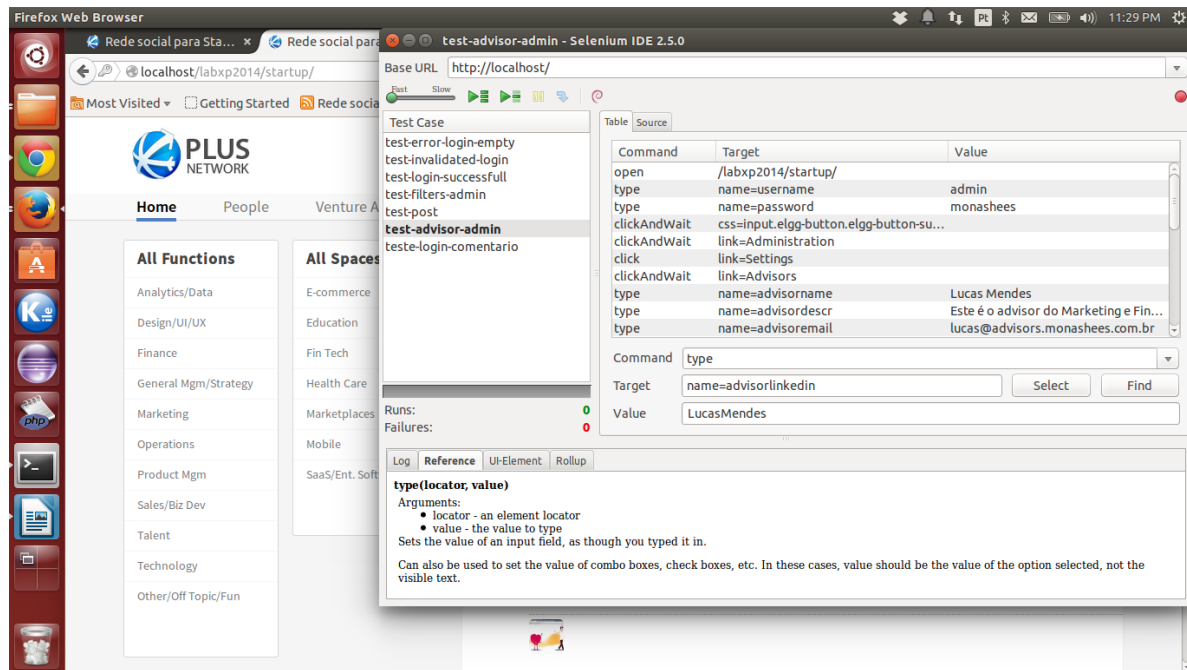 Firefox Web Browser
Pt
11:29 PM
Rede social para Sta... ×
Rede social para
localhost/labxp2014/startup/
Most Visited
Getting Started
Rede socia
PLUS
NETWORK
Home People Venture A
All Functions
Analytics/Data
Design/UI/UX
Finance
General Mgm/Strategy
Marketing
Operations
Product Mgm
Sales/Biz Dev
Talent
Technology
Other/Off Topic/Fun
All Spaces
E-commerce
Education
Fin Tech
Health Care
Marketplaces
Mobile
SaaS/Ent. Soft
php
test-advisor-admin - Selenium IDE 2.5.0
Base URL http://localhost/
Fast Slow
Test Case
test-error-login-empty
test-invalidated-login
test-login-successfull
test-filters-admin
test-post
test-advisor-admin
teste-login-comentario
Runs: 0
Failures: 0
Table Source
Command Target Value
open /labxp2014/startup/
type name=username admin
type name=password monashees
clickAndWait css=input.elgg-button.elgg-button-su...
clickAndWait link=Administration
click link=Settings
clickAndWait link=Advisors
type name=advisorname Lucas Mendes
type name=advisordescr Este é o advisor do Marketing e Fin...
type name=advisoremail lucas@advisors.monashees.com.br
Command type
Target name=advisorlinkedin Select Find
Value LucasMendes
Log Reference UI-Element Rollup
type(locator, value)
Arguments:
• locator - an element locator
• value - the value to type
Sets the value of an input field, as though you typed it in.
Can also be used to set the value of combo boxes, check boxes, etc. In these cases, value should be the value of the option selected, not the
visible text.